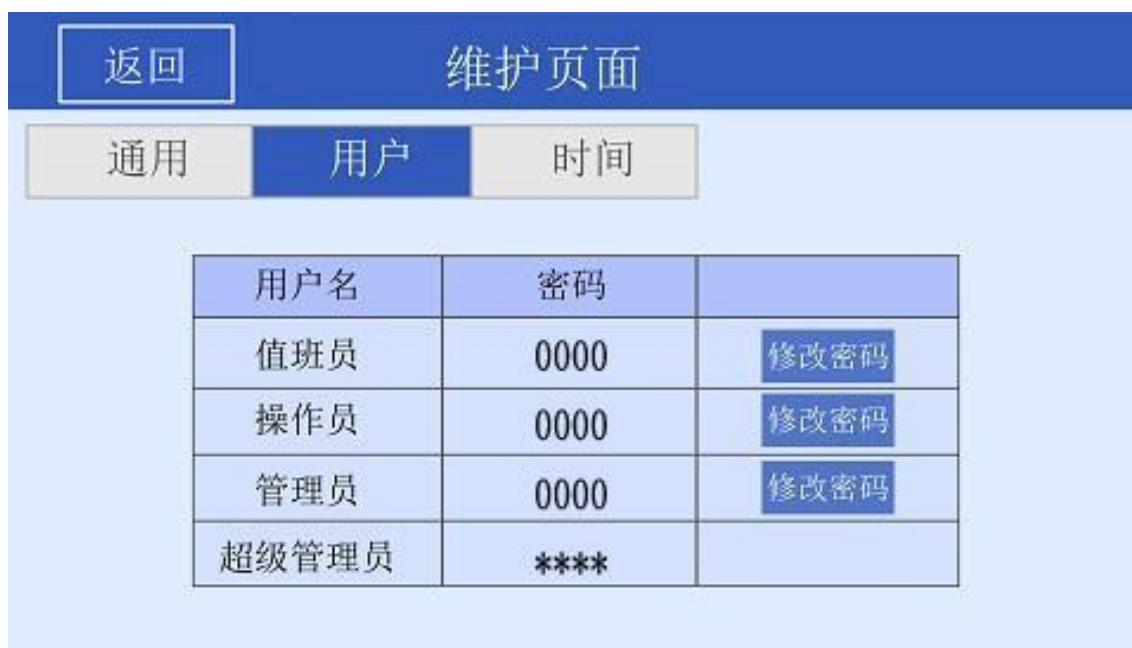 返回 维护页面
通用 用户 时间
用户名 密码
值班员 0000 修改密码
操作员 0000 修改密码
管理员 0000 修改密码
超级管理员 ****